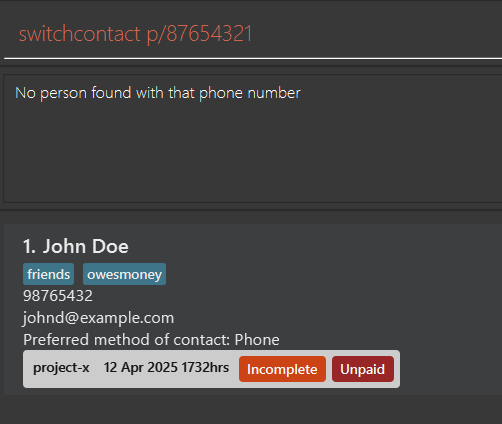 switchcontact p/87654321
No person found with that phone number
1. John Doe
friends owesmoney
98765432
johnd@example.com
Preferred method of contact: Phone
project-x 12 Apr 2025 1732hrs Incomplete Unpaid